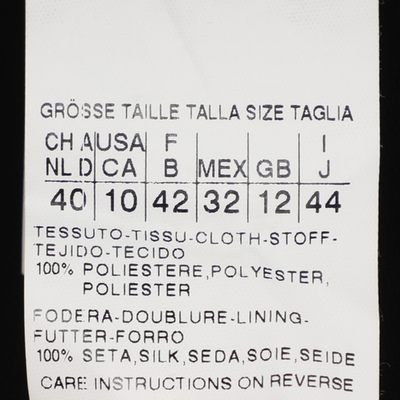 GRÖSSE TAILLE TALLA SIZE TAGLIA
CH A USA F I
NL D CA B MEX GB J
40 10 42 32 12 44
TESSUTO-TISSU-CLOTH-STOFF-
TEJIDO-TECIDO
100% POLIESTERE, POLYESTER,
POLIESTER
FODERA-DOUBLURE-LINING-
FUTTER-FORRO
100% SETA, SILK, SEDA, SOIE, SEIDE
CARE INSTRUCTIONS ON REVERSE